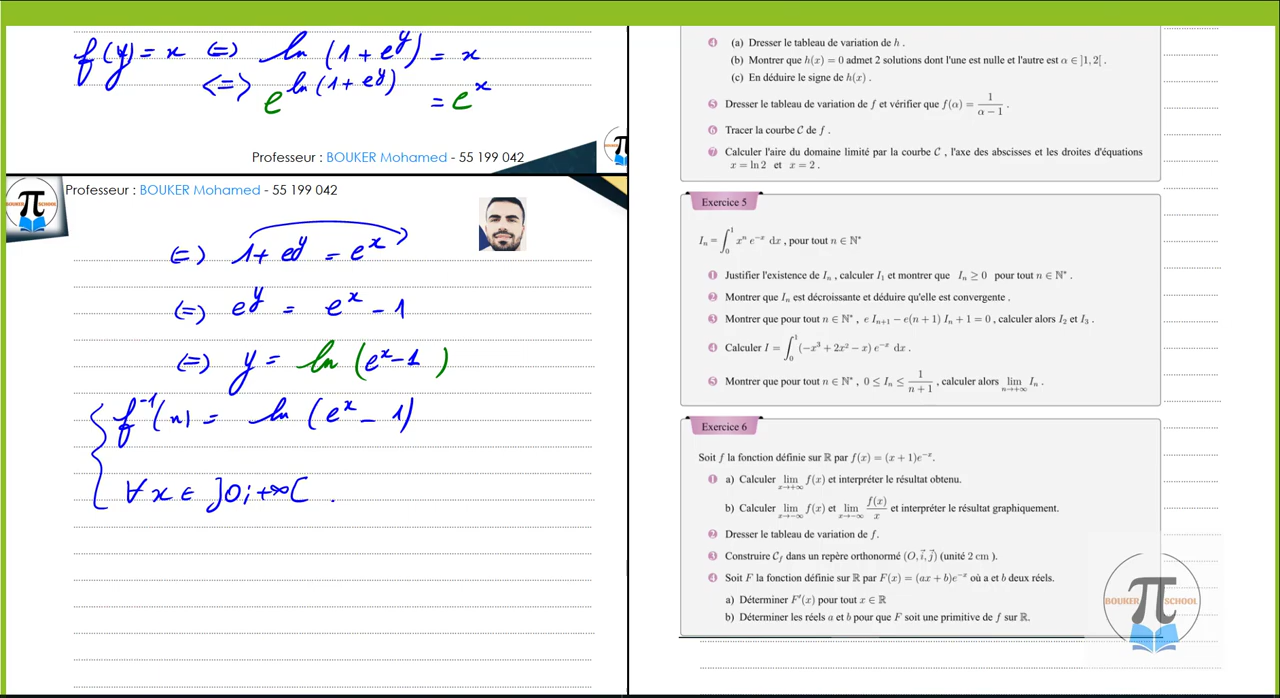 f(y) = x ⇔ ln(1 + e^y) = x
⇔ e^{ln(1 + e^y)} = e^x
Professeur : BOUKER Mohamed - 55 199 042
Professeur : BOUKER Mohamed - 55 199 042
⇔ 1 + e^y = e^x
⇔ e^y = e^x - 1
⇔ y = ln(e^x - 1)
f^{-1}(x) = ln(e^x - 1)
∀ x ∈ ]0; +∞[ .
4 (a) Dresser le tableau de variation de h .
(b) Montrer que h(x) = 0 admet 2 solutions dont l'une est nulle et l'autre est α ∈ ]1, 2[ .
(c) En déduire le signe de h(x) .
5 Dresser le tableau de variation de f et vérifier que f(α) = 1/(α − 1) .
6 Tracer la courbe C de f .
7 Calculer l'aire du domaine limité par la courbe C , l'axe des abscisses et les droites d'équations
x = ln 2 et x = 2 .
Exercice 5
I_n = ∫_0^1 x^n e^{−x} dx , pour tout n ∈ ℕ*
1 Justifier l'existence de I_n , calculer I_1 et montrer que I_n ≥ 0 pour tout n ∈ ℕ* .
2 Montrer que I_n est décroissante et déduire qu'elle est convergente .
3 Montrer que pour tout n ∈ ℕ* , e I_{n+1} − e(n + 1) I_n + 1 = 0 , calculer alors I_2 et I_3 .
4 Calculer I = ∫_0^1 (−x^3 + 2x^2 − x) e^{−x} dx .
5 Montrer que pour tout n ∈ ℕ* , 0 ≤ I_n ≤ 1/(n + 1) , calculer alors lim_{n→+∞} I_n .
Exercice 6
Soit f la fonction définie sur ℝ par f(x) = (x + 1)e^{−x}.
1 a) Calculer lim_{x→+∞} f(x) et interpréter le résultat obtenu.
b) Calculer lim_{x→−∞} f(x) et lim_{x→−∞} f(x)/x et interpréter le résultat graphiquement.
2 Dresser le tableau de variation de f.
3 Construire C_f dans un repère orthonormé (O, i⃗, j⃗) (unité 2 cm ).
4 Soit F la fonction définie sur ℝ par F(x) = (ax + b)e^{−x} où a et b deux réels.
a) Déterminer F′(x) pour tout x ∈ ℝ
b) Déterminer les réels a et b pour que F soit une primitive de f sur ℝ.
BOUKER SCHOOL